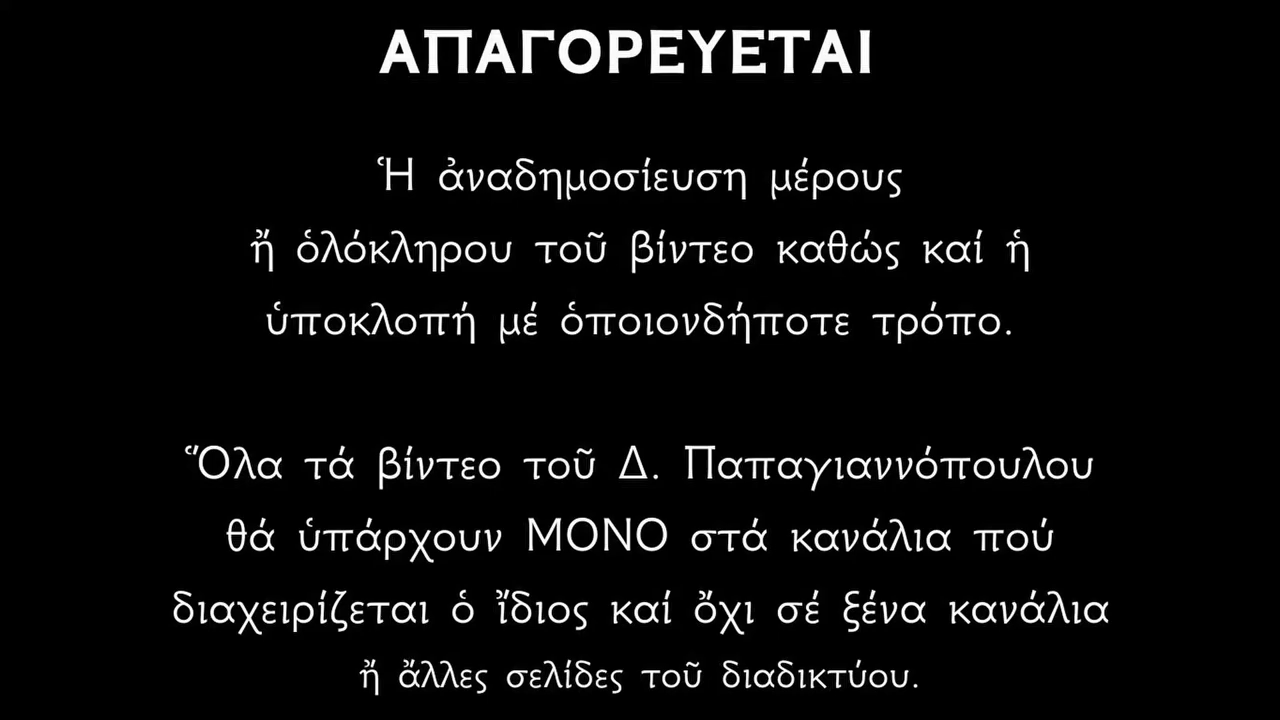 ΑΠΑΓΟΡΕΥΕΤΑΙ
Ἡ ἀναδημοσίευση μέρους
ἤ ὁλόκληρου τοῦ βίντεο καθώς καί ἡ
ὑποκλοπή μέ ὁποιονδήποτε τρόπο.
Ὅλα τά βίντεο τοῦ Δ. Παπαγιαννόπουλου
θά ὑπάρχουν ΜΟΝΟ στά κανάλια πού
διαχειρίζεται ὁ ἴδιος καί ὄχι σέ ξένα κανάλια
ἤ ἄλλες σελίδες τοῦ διαδικτύου.